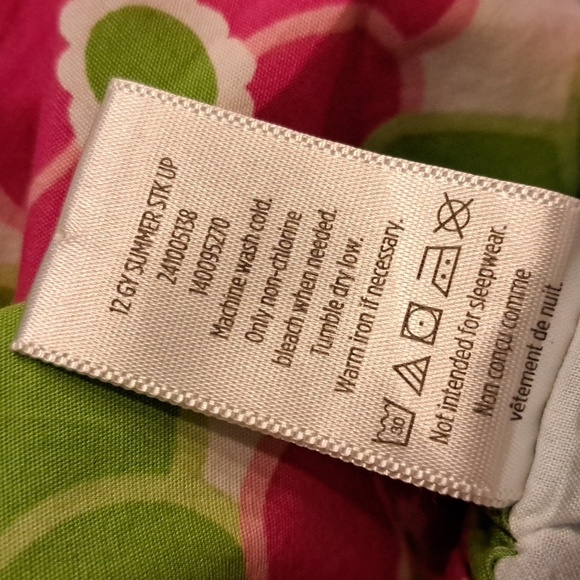 12 GY SUMMER STK UP
241005138
140095270
Machine wash cold.
Only non-chlorine
bleach when needed.
Tumble dry low.
Warm iron if necessary.
30
Not intended for sleepwear.
Non conçu comme
vêtement de nuit.